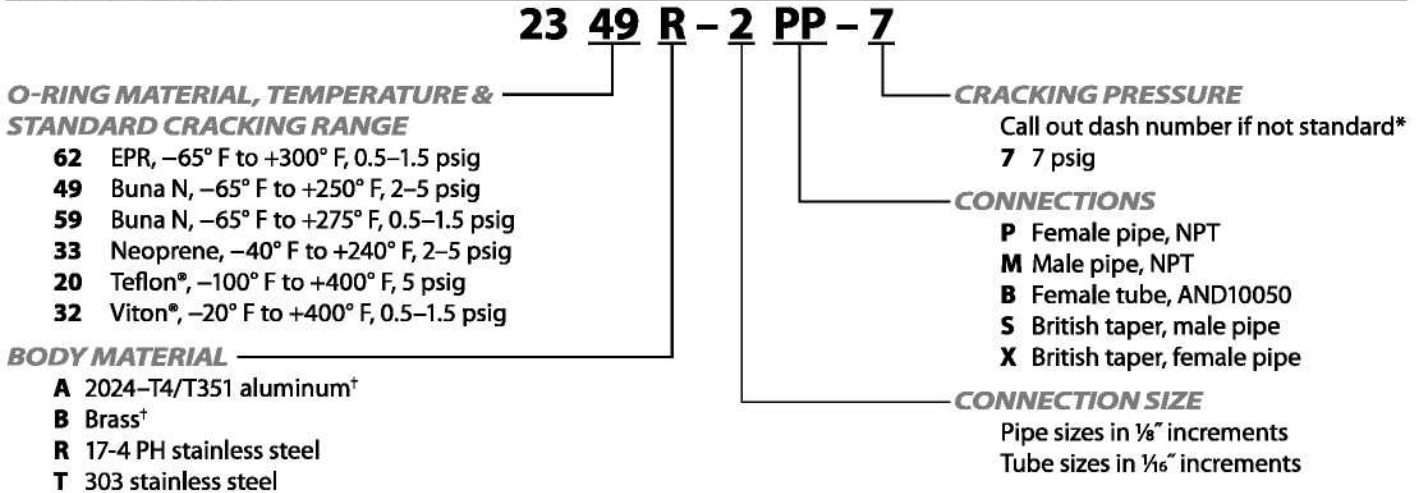 23 49 R – 2 PP – 7
O-RING MATERIAL, TEMPERATURE &
STANDARD CRACKING RANGE
62 EPR, –65° F to +300° F, 0.5–1.5 psig
49 Buna N, –65° F to +250° F, 2–5 psig
59 Buna N, –65° F to +275° F, 0.5–1.5 psig
33 Neoprene, –40° F to +240° F, 2–5 psig
20 Teflon®, –100° F to +400° F, 5 psig
32 Viton®, –20° F to +400° F, 0.5–1.5 psig
BODY MATERIAL
A 2024–T4/T351 aluminum†
B Brass†
R 17-4 PH stainless steel
T 303 stainless steel
CRACKING PRESSURE
Call out dash number if not standard*
7 7 psig
CONNECTIONS
P Female pipe, NPT
M Male pipe, NPT
B Female tube, AND10050
S British taper, male pipe
X British taper, female pipe
CONNECTION SIZE
Pipe sizes in ⅛″ increments
Tube sizes in 1⁄16″ increments